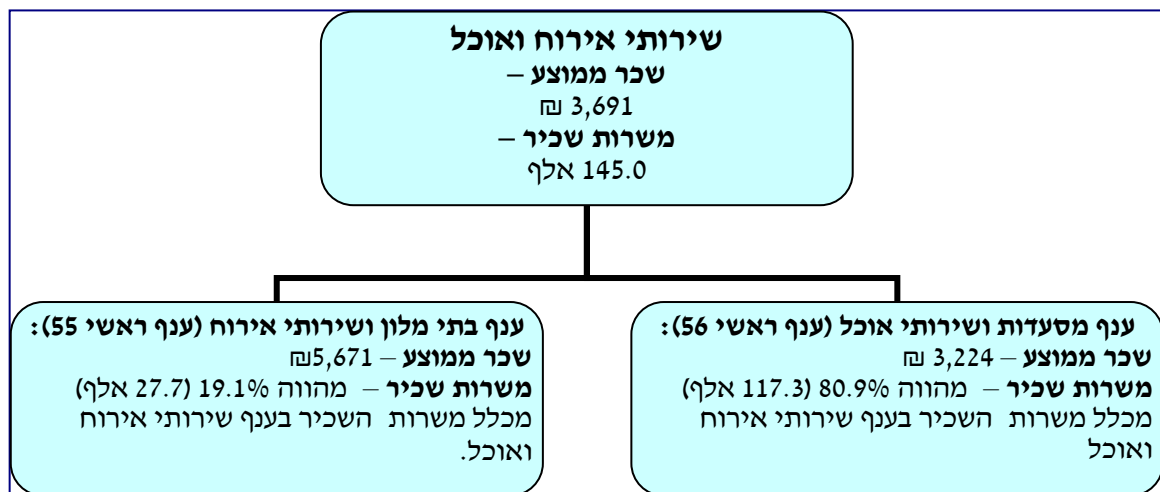 שירותי אירוח ואוכל
שכר ממוצע –
3,691 ₪
משרות שכיר –
145.0 אלף
ענף מסעדות ושירותי אוכל (ענף ראשי 56):
שכר ממוצע – 3,224 ₪
משרות שכיר – מהווה 80.9% (117.3 אלף)
מכלל משרות השכיר בענף שירותי אירוח
ואוכל
ענף בתי מלון ושירותי אירוח (ענף ראשי 55):
שכר ממוצע – 5,671₪
משרות שכיר – מהווה 19.1% (27.7 אלף)
מכלל משרות השכיר בענף שירותי אירוח
ואוכל.